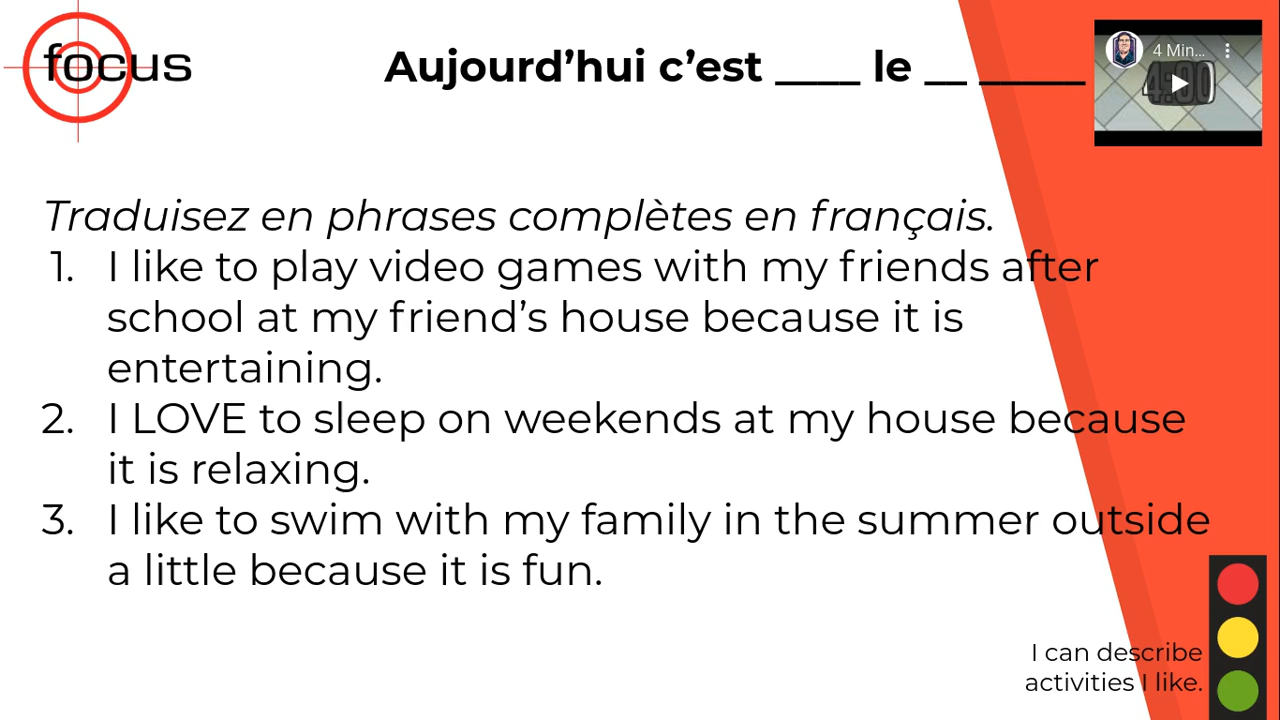 focus
Aujourd’hui c’est ____ le __ _____
4 Min...
4:00
Traduisez en phrases complètes en français.
1. I like to play video games with my friends after
school at my friend’s house because it is
entertaining.
2. I LOVE to sleep on weekends at my house because
it is relaxing.
3. I like to swim with my family in the summer outside
a little because it is fun.
I can describe
activities I like.